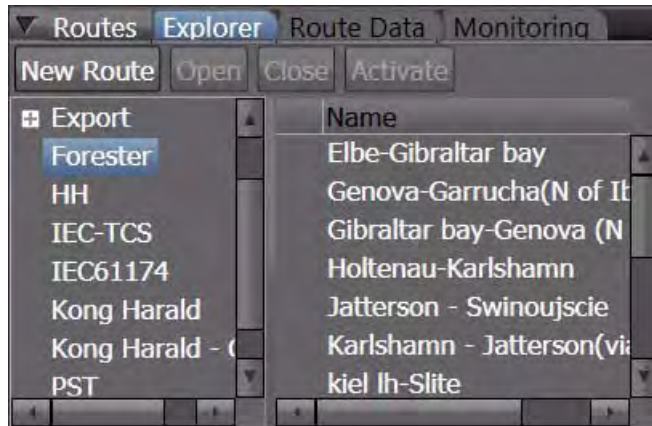 Routes Explorer Route Data Monitoring
New Route Open Close Activate
Export
Forester
HH
IEC-TCS
IEC61174
Kong Harald
Kong Harald - (
PST
Name
Elbe-Gibraltar bay
Genova-Garrucha(N of Ib
Gibraltar bay-Genova (N
Holtenau-Karlshamn
Jatterson - Swinoujscie
Karlshamn - Jatterson(via
kiel lh-Slite